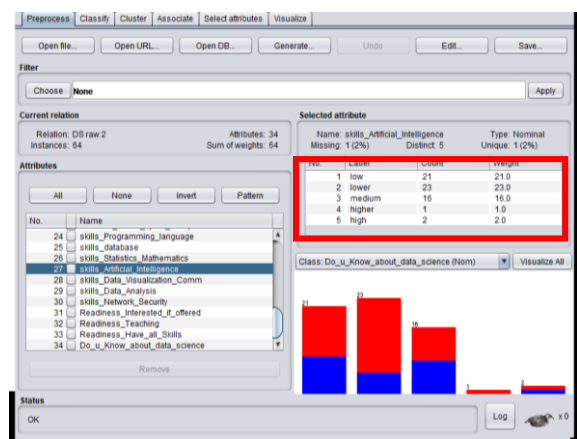 Preprocess Classify Cluster Associate Select attributes Visualize
Open file... Open URL... Open DB... Generate... Undo Edit... Save...
Filter
Choose None Apply
Current relation
Relation: DS raw 2 Attributes: 34
Instances: 64 Sum of weights: 64
Attributes
All None Invert Pattern
No. Name
24 skills_Programming_language
25 skills_database
26 skills_Statistics_Mathematics
27 skills_Artificial_Intelligence
28 skills_Data_Visualization_Comm
29 skills_Data_Analysis
30 skills_Network_Security
31 Readiness_Interested_if_offered
32 Readiness_Teaching
33 Readiness_Have_all_Skills
34 Do_u_Know_about_data_science
Remove
Selected attribute
Name: skills_Artificial_Intelligence Type: Nominal
Missing: 1 (2%) Distinct: 5 Unique: 1 (2%)
No. Label Count Weight
1 low 21 21.0
2 lower 23 23.0
3 medium 16 16.0
4 higher 1 1.0
5 high 2 2.0
Class: Do_u_Know_about_data_science (Nom) Visualize All
21 23 16 1 2
Status
OK Log x 0